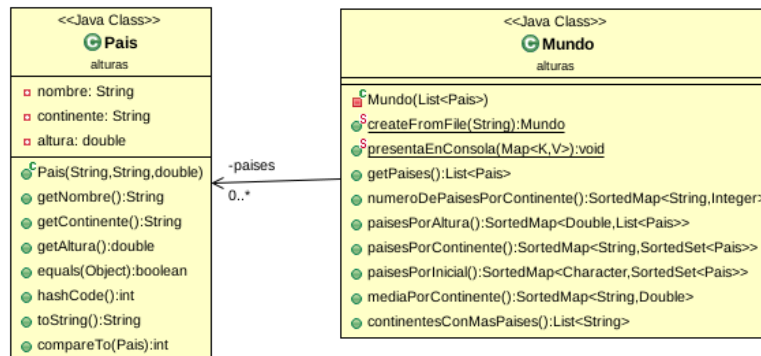 <<Java Class>>
C Pais
alturas
nombre: String
continente: String
altura: double
C Pais(String,String,double)
getNombre():String
getContinente():String
getAltura():double
equals(Object):boolean
hashCode():int
toString():String
compareTo(Pais):int
-paises
0..*
<<Java Class>>
C Mundo
alturas
C Mundo(List<Pais>)
S createFromFile(String):Mundo
S presentaEnConsola(Map<K,V>):void
getPaises():List<Pais>
numeroDePaisesPorContinente():SortedMap<String,Integer>
paisesPorAltura():SortedMap<Double,List<Pais>>
paisesPorContinente():SortedMap<String,SortedSet<Pais>>
paisesPorInicial():SortedMap<Character,SortedSet<Pais>>
mediaPorContinente():SortedMap<String,Double>
continentesConMasPaises():List<String>